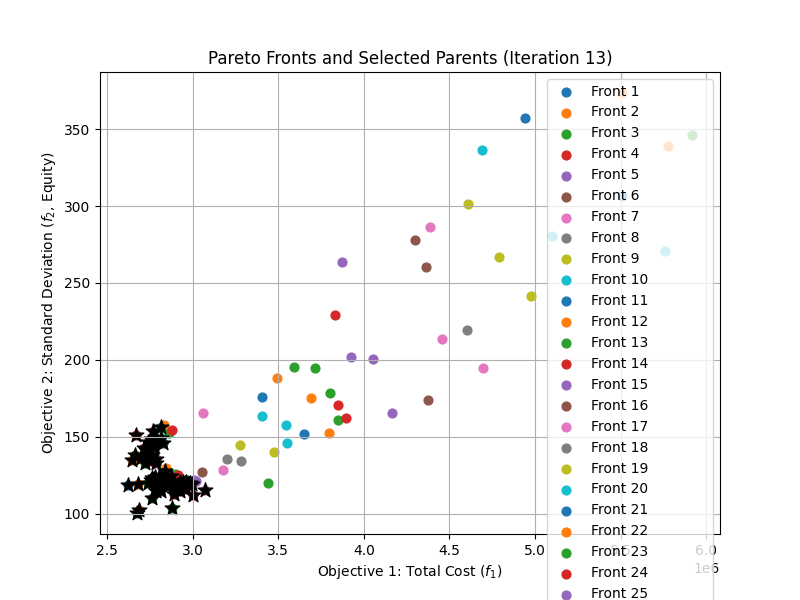 Pareto Fronts and Selected Parents (Iteration 13)
Objective 2: Standard Deviation (f₂, Equity)
350
300
250
200
150
100
2.5
3.0
3.5
4.0
4.5
5.0
5.5
6.0
1e6
Objective 1: Total Cost (f₁)
Front 1
Front 2
Front 3
Front 4
Front 5
Front 6
Front 7
Front 8
Front 9
Front 10
Front 11
Front 12
Front 13
Front 14
Front 15
Front 16
Front 17
Front 18
Front 19
Front 20
Front 21
Front 22
Front 23
Front 24
Front 25